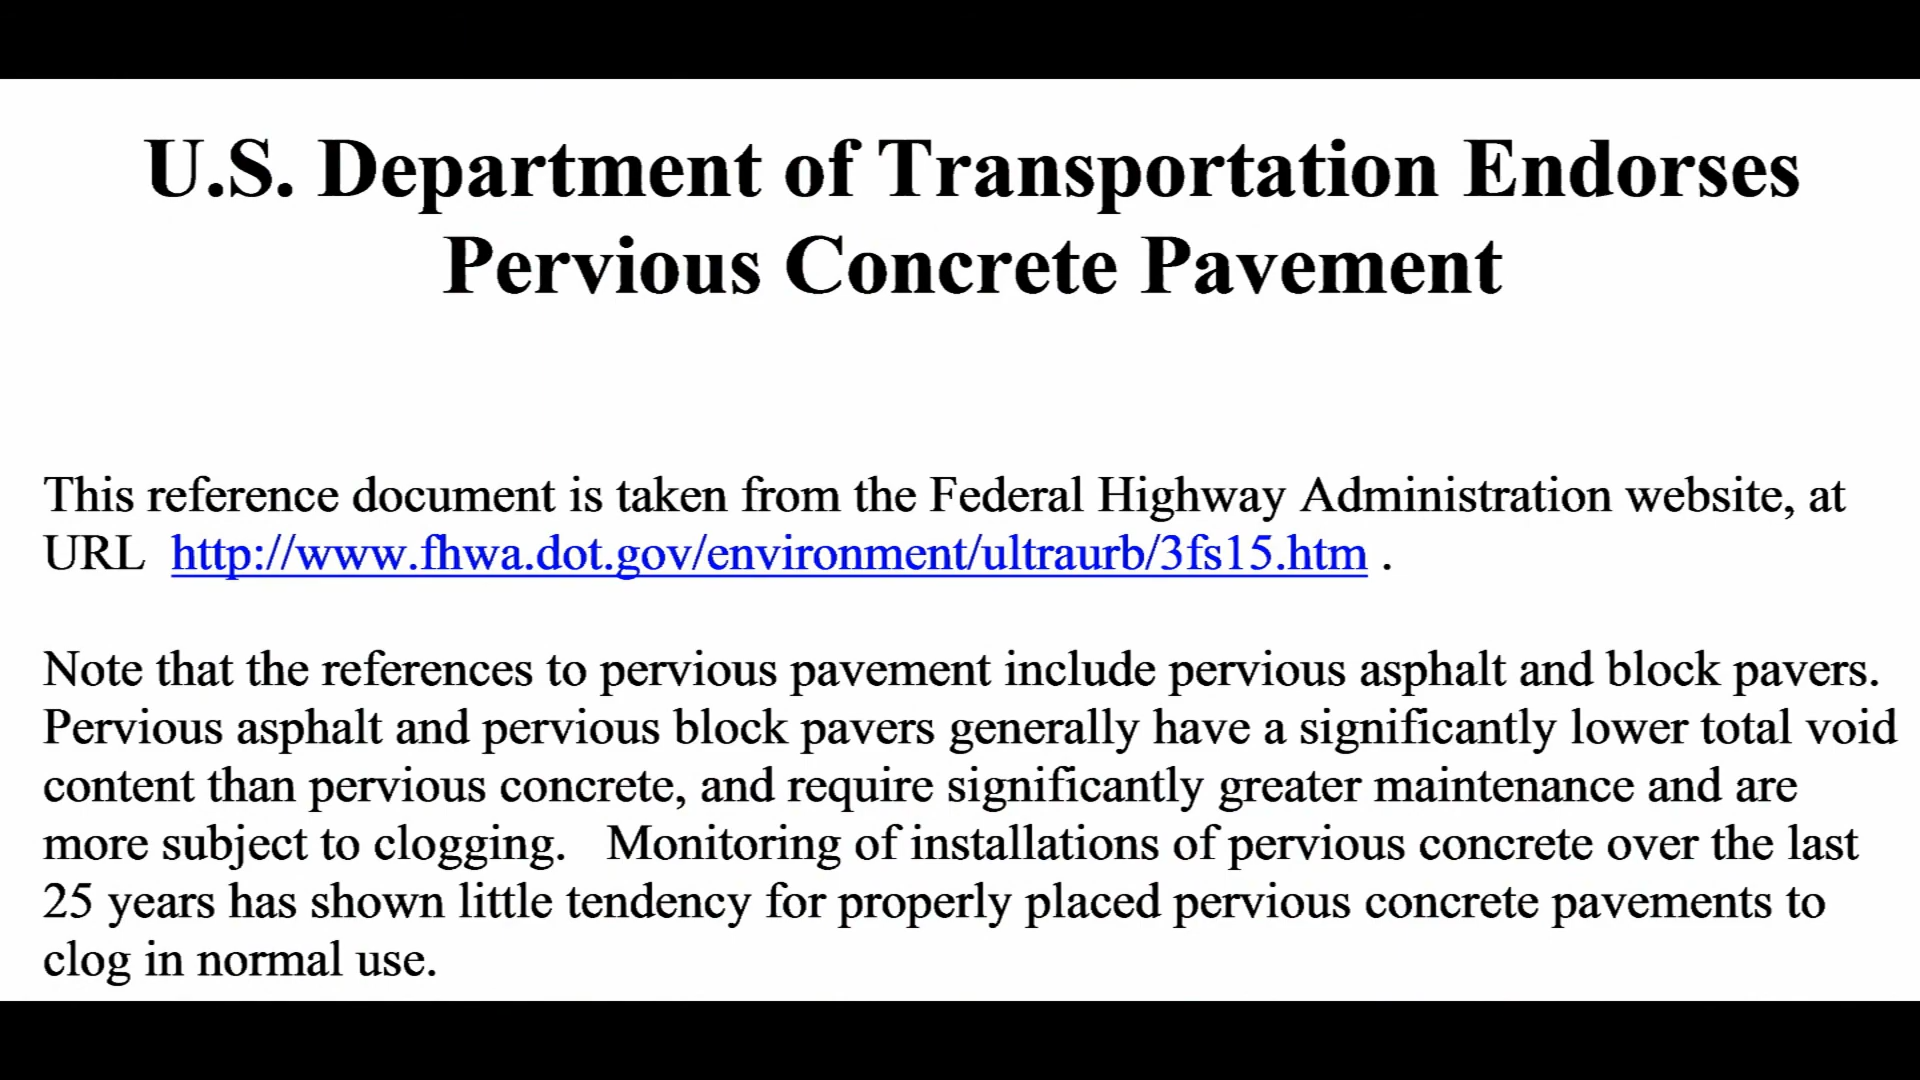 U.S. Department of Transportation Endorses
Pervious Concrete Pavement
This reference document is taken from the Federal Highway Administration website, at
URL http://www.fhwa.dot.gov/environment/ultraurb/3fs15.htm .
Note that the references to pervious pavement include pervious asphalt and block pavers.
Pervious asphalt and pervious block pavers generally have a significantly lower total void
content than pervious concrete, and require significantly greater maintenance and are
more subject to clogging. Monitoring of installations of pervious concrete over the last
25 years has shown little tendency for properly placed pervious concrete pavements to
clog in normal use.